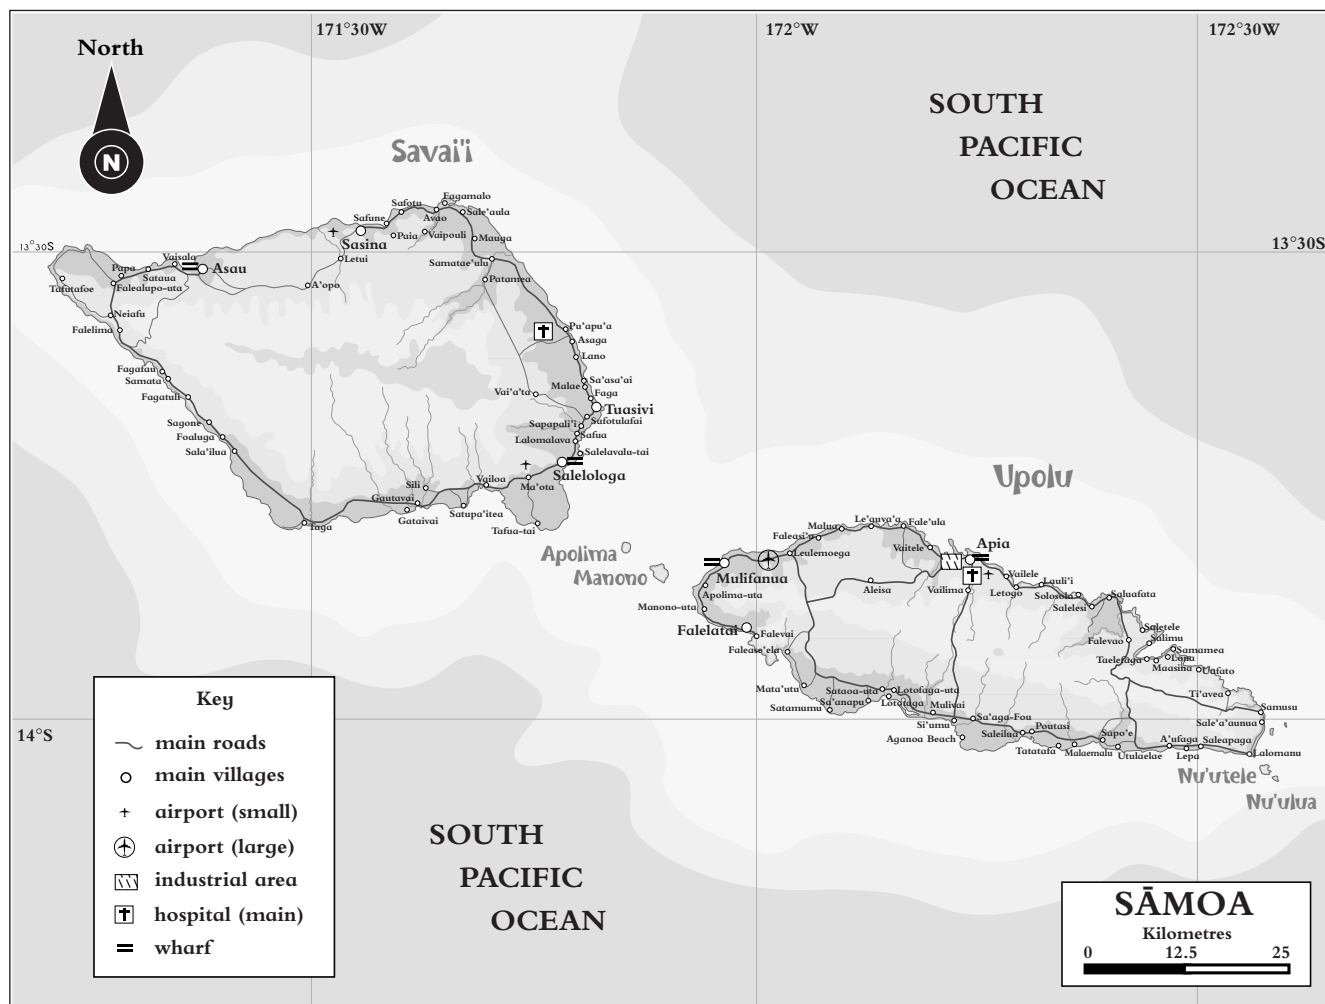 171°30W
172°W
172°30W
North
N
SOUTH
PACIFIC
OCEAN
Savai'i
13°30S
13°30S
Fagamalo
Safotu
Safune
Avao
Sale'aula
Sasina
Paia
Vaipouli
Mauga
Letui
Samatae'ulu
Vaisala
Asau
Papa
Sataua
Falealupo-uta
Tufutafoe
A'opo
Patamea
Neiafu
Falelima
Pu'apu'a
Asaga
Lano
Fagafau
Samata
Fagatuli
Sa'asa'ai
Malae
Vai'a'ta
Faga
Tuasivi
Safotulafai
Sapapali'i
Safua
Lalomalava
Sagone
Foaluga
Sala'ilua
Salelavalu-tai
Salelologa
Ma'ota
Vailoa
Sili
Gautavai
Gataivai
Satupa'itea
Tafua-tai
Taga
Upolu
Apolima
Manono
Le'auva'a
Malua
Fale'ula
Faleasi'u
Vaitele
Apia
Leulemoega
Mulifanua
Apolima-uta
Manono-uta
Aleisa
Vailima
Vailele
Letogo
Lauli'i
Solosolo
Salelesi
Saluafata
Falelatai
Falevai
Falease'ela
Falevao
Saletele
Salimu
Samamea
Lona
Taelefaga
Maasina
Uafato
Mata'utu
Sataoa-uta
Lotofaga-uta
Sa'anapu
Lotofaga
Satamumu
Mulivai
Si'umu
Sa'aga-Fou
Aganoa Beach
Saleilua
Poutasi
Tatatafa
Malaemalu
Sapo'e
Utulaelae
A'ufaga
Lepa
Saleapaga
Ti'avea
Samusu
Sale'a'aunua
Lalomanu
Nu'utele
Nu'ulua
14°S
Key
main roads
main villages
airport (small)
airport (large)
industrial area
hospital (main)
wharf
SOUTH
PACIFIC
OCEAN
SĀMOA
Kilometres
0 12.5 25